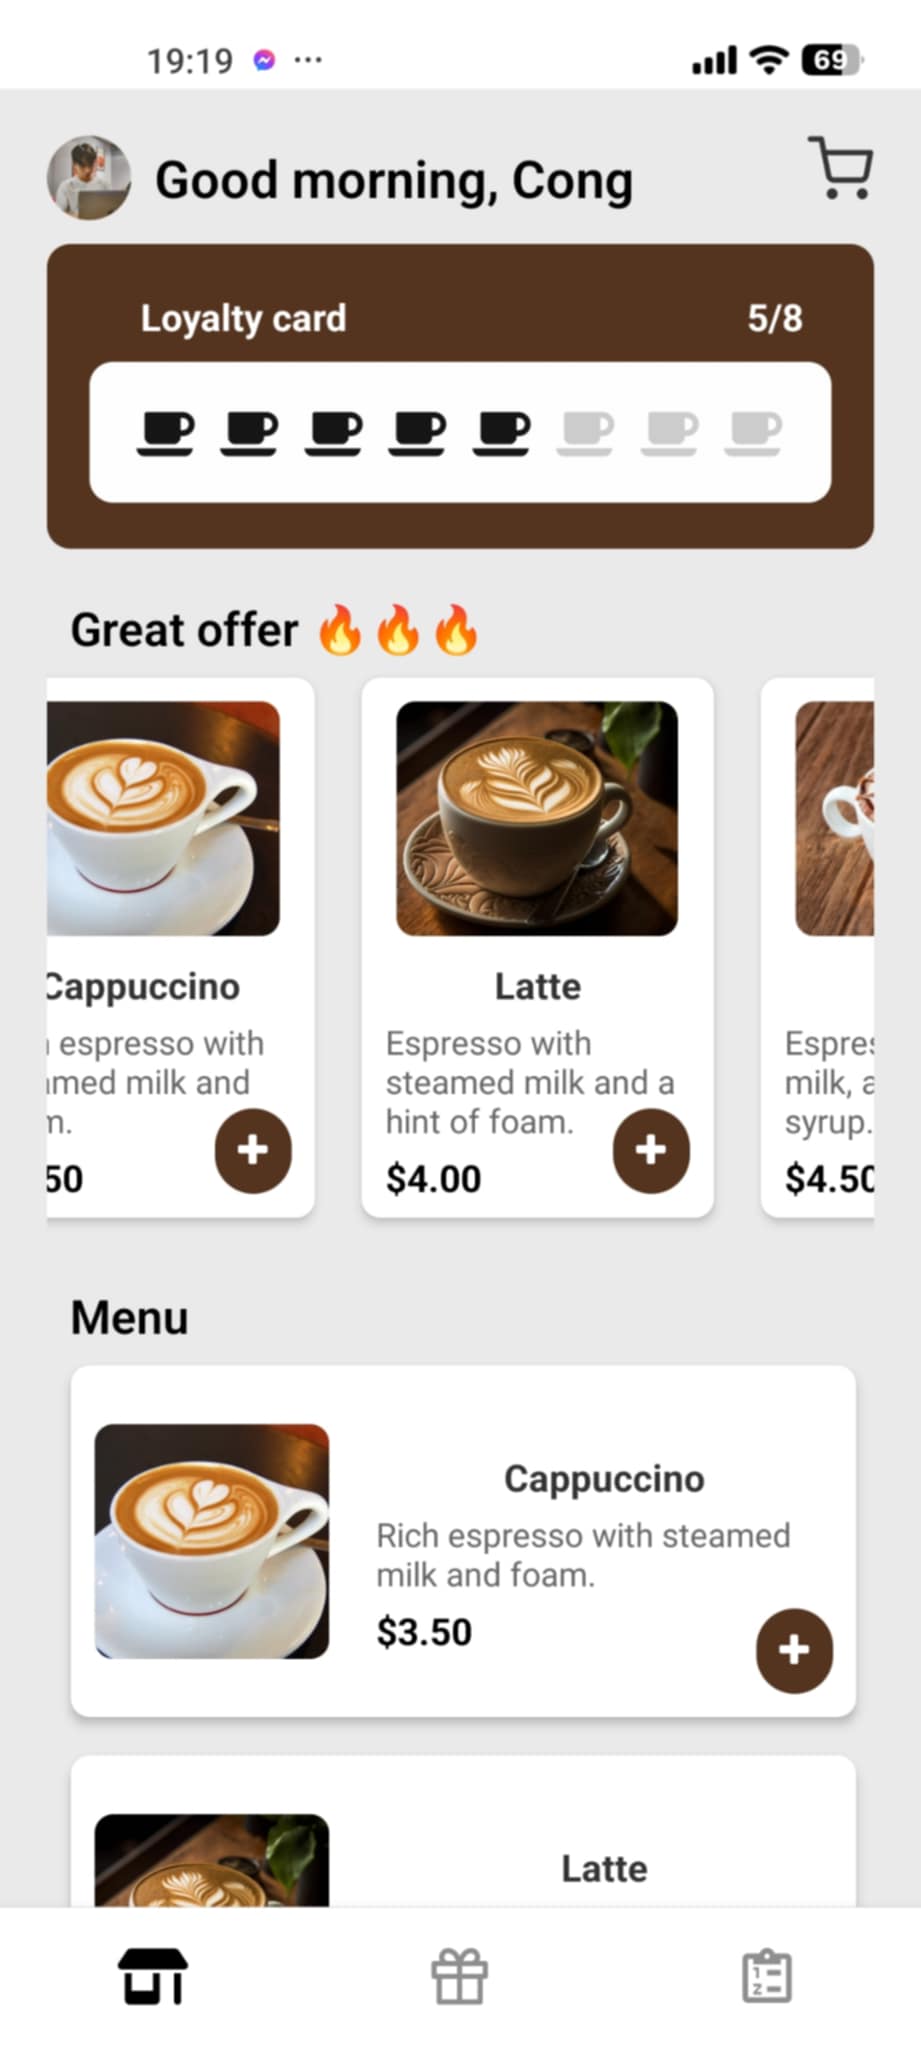 19:19 ...
69
Good morning, Cong
Loyalty card
5/8
Great offer 🔥🔥🔥
Cappuccino
espresso with
med milk and
m.
50
Latte
Espresso with
steamed milk and a
hint of foam.
$4.00
Espres
milk, a
syrup.
$4.50
Menu
Cappuccino
Rich espresso with steamed
milk and foam.
$3.50
Latte